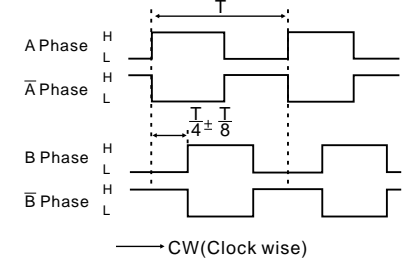 T
A Phase H
L
A̅ Phase H
L
T/4 ± T/8
B Phase H
L
B̅ Phase H
L
CW(Clock wise)